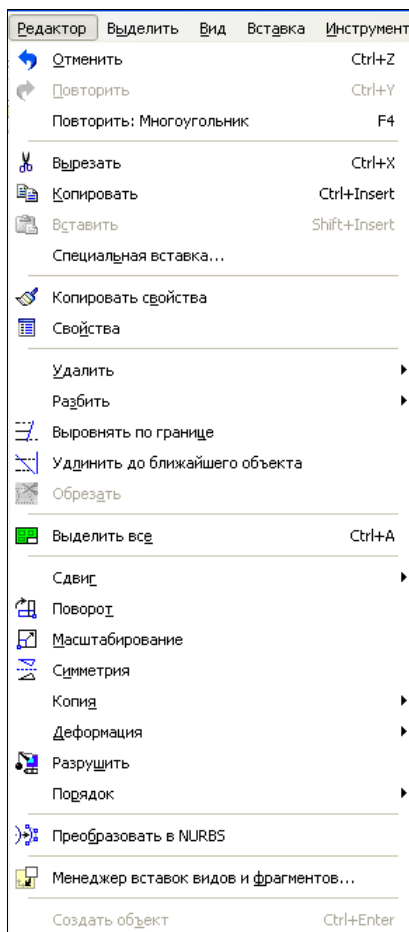 Редактор Выделить Вид Вставка Инструмент
Отменить Ctrl+Z
Повторить Ctrl+Y
Повторить: Многоугольник F4
Вырезать Ctrl+X
Копировать Ctrl+Insert
Вставить Shift+Insert
Специальная вставка...
Копировать свойства
Свойства
Удалить
Разбить
Выровнять по границе
Удлинить до ближайшего объекта
Обрезать
Выделить все Ctrl+A
Сдвиг
Поворот
Масштабирование
Симметрия
Копия
Деформация
Разрушить
Порядок
Преобразовать в NURBS
Менеджер вставок видов и фрагментов...
Создать объект Ctrl+Enter